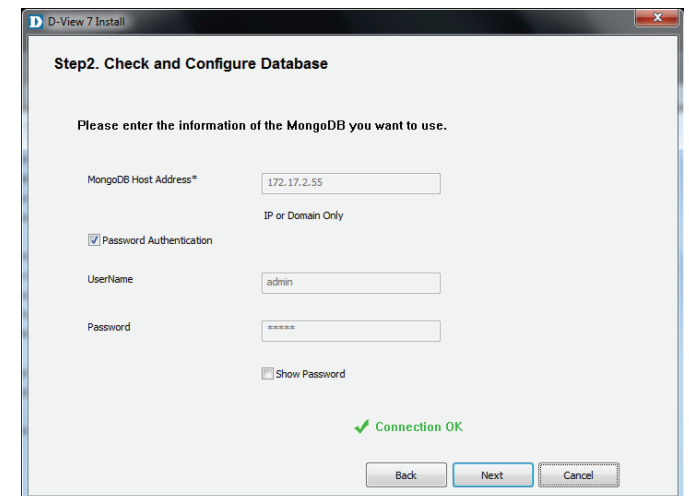 D D-View 7 Install
x
Step2. Check and Configure Database
Please enter the information of the MongoDB you want to use.
MongoDB Host Address*
172.17.2.55
IP or Domain Only
Password Authentication
UserName
admin
Password
*****
Show Password
Connection OK
Back Next Cancel